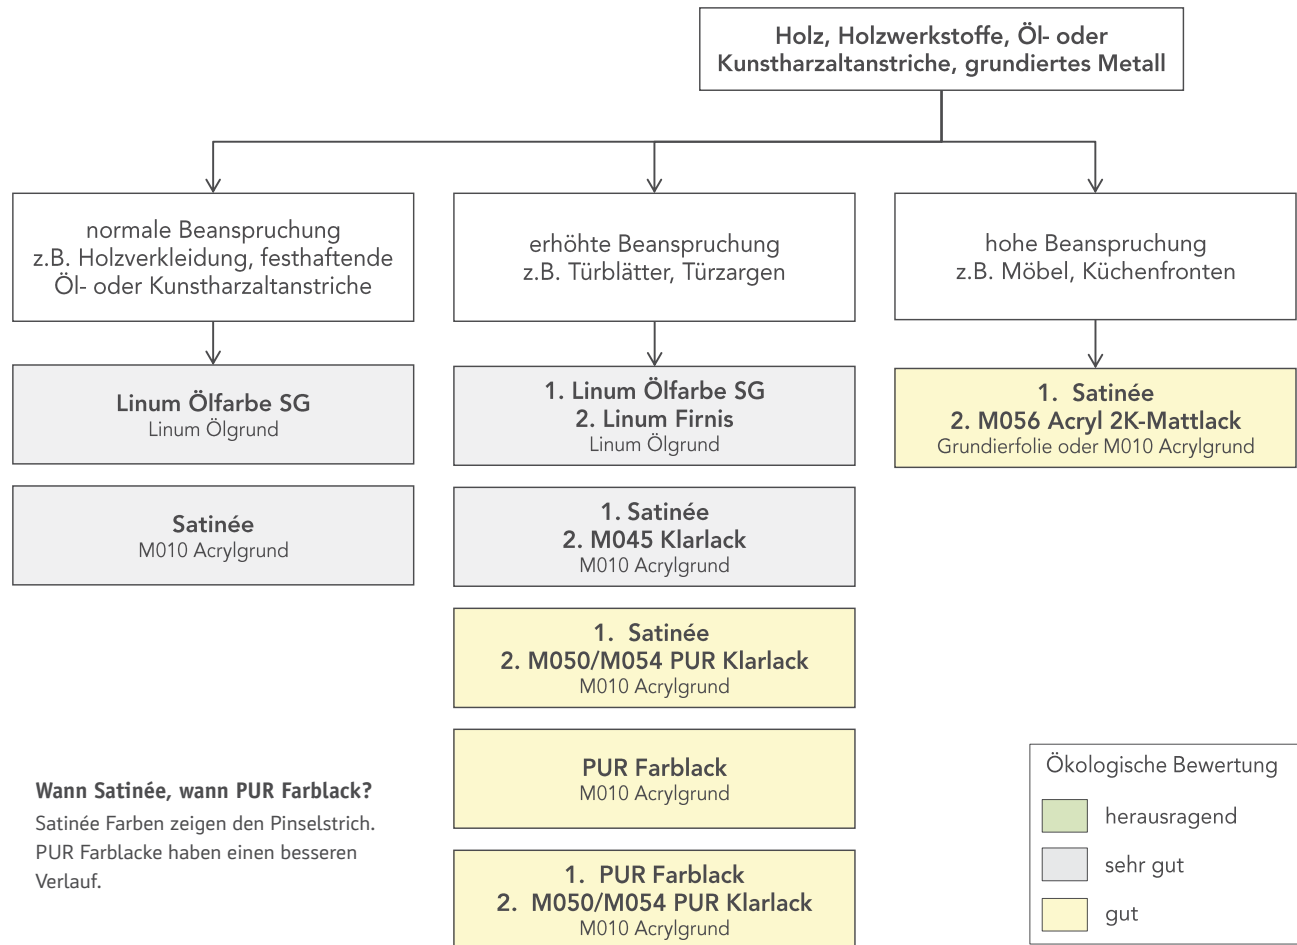 Holz, Holzwerkstoffe, Öl- oder
Kunstharzaltanstriche, grundiertes Metall
normale Beanspruchung
z.B. Holzverkleidung, festhaftende
Öl- oder Kunstharzaltanstriche
Linum Ölfarbe SG
Linum Ölgrund
Satinée
M010 Acrylgrund
erhöhte Beanspruchung
z.B. Türblätter, Türzargen
1. Linum Ölfarbe SG
2. Linum Firnis
Linum Ölgrund
1. Satinée
2. M045 Klarlack
M010 Acrylgrund
1. Satinée
2. M050/M054 PUR Klarlack
M010 Acrylgrund
PUR Farblack
M010 Acrylgrund
1. PUR Farblack
2. M050/M054 PUR Klarlack
M010 Acrylgrund
hohe Beanspruchung
z.B. Möbel, Küchenfronten
1. Satinée
2. M056 Acryl 2K-Mattlack
Grundierfolie oder M010 Acrylgrund
Wann Satinée, wann PUR Farblack?
Satinée Farben zeigen den Pinselstrich.
PUR Farblacke haben einen besseren
Verlauf.
Ökologische Bewertung
herausragend
sehr gut
gut